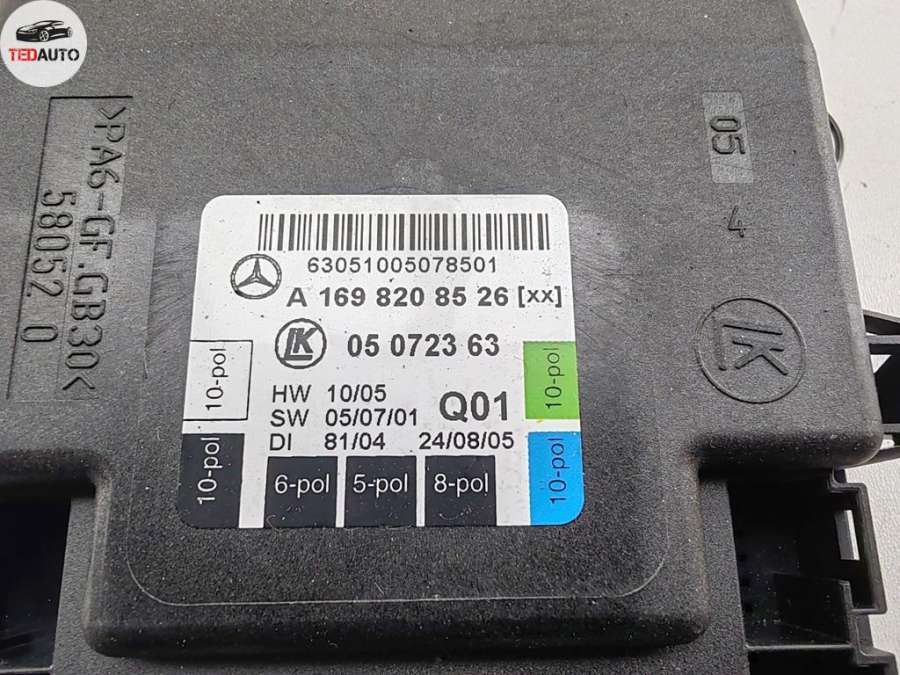 TEDAUTO
>PA6-GF.GB30<
58052 0
05
4
LK
63051005078501
A 169 820 85 26 [xx]
LK 05 0723 63
HW 10/05
SW 05/07/01 Q01
DI 81/04 24/08/05
10-pol
10-pol
10-pol
10-pol
6-pol 5-pol 8-pol